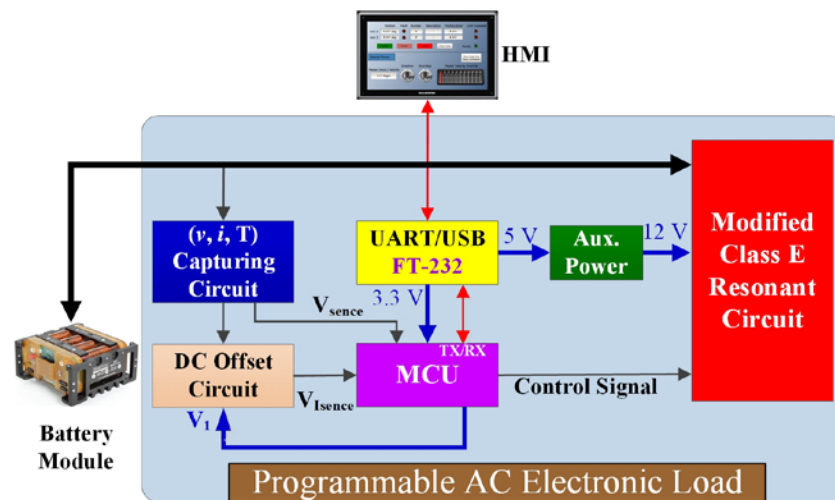 HMI
(v, i, T)
Capturing
Circuit
UART/USB
FT-232
5 V
Aux.
Power
12 V
Modified
Class E
Resonant
Circuit
3.3 V
Vsence
TX/RX
MCU
DC Offset
Circuit
VIsence
V1
Control Signal
Battery
Module
Programmable AC Electronic Load